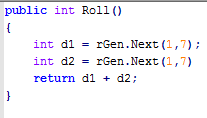 public int Roll()
{
    int d1 = rGen.Next(1,7);
    int d2 = rGen.Next(1,7)
    return d1 + d2;
}